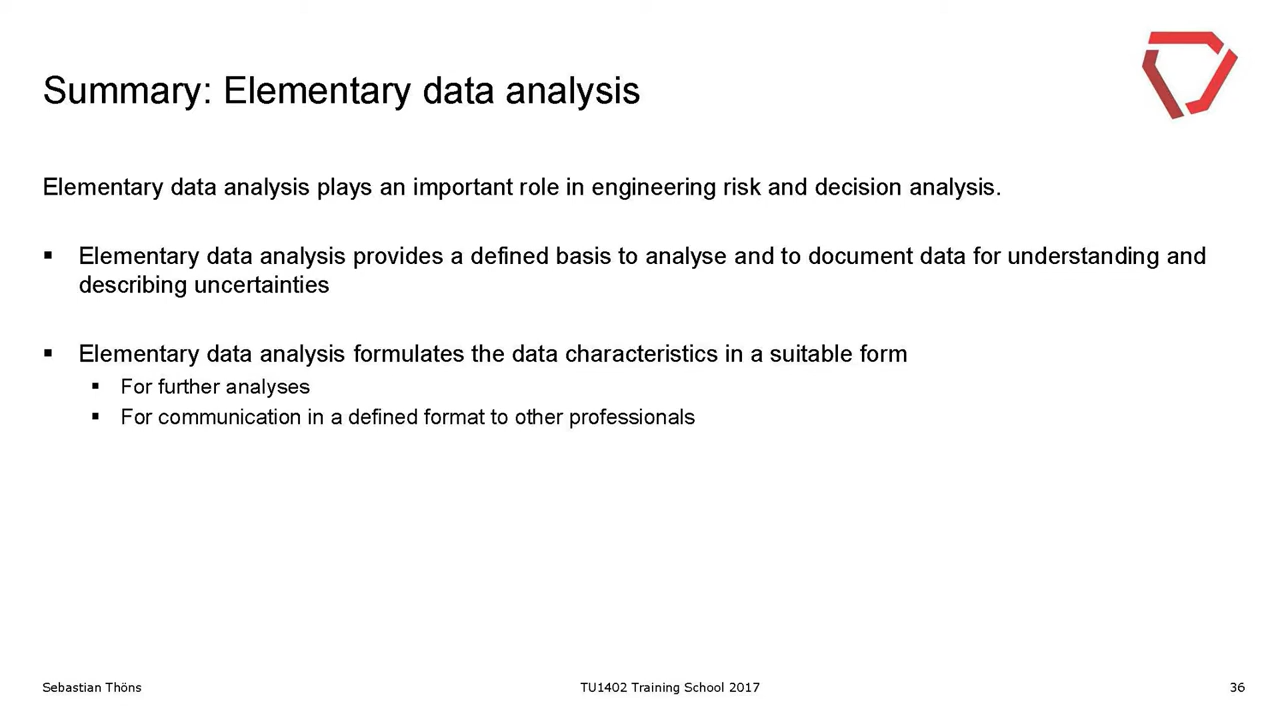 Summary: Elementary data analysis
Elementary data analysis plays an important role in engineering risk and decision analysis.
▪ Elementary data analysis provides a defined basis to analyse and to document data for understanding and
describing uncertainties
▪ Elementary data analysis formulates the data characteristics in a suitable form
▪ For further analyses
▪ For communication in a defined format to other professionals
Sebastian Thöns TU1402 Training School 2017 36